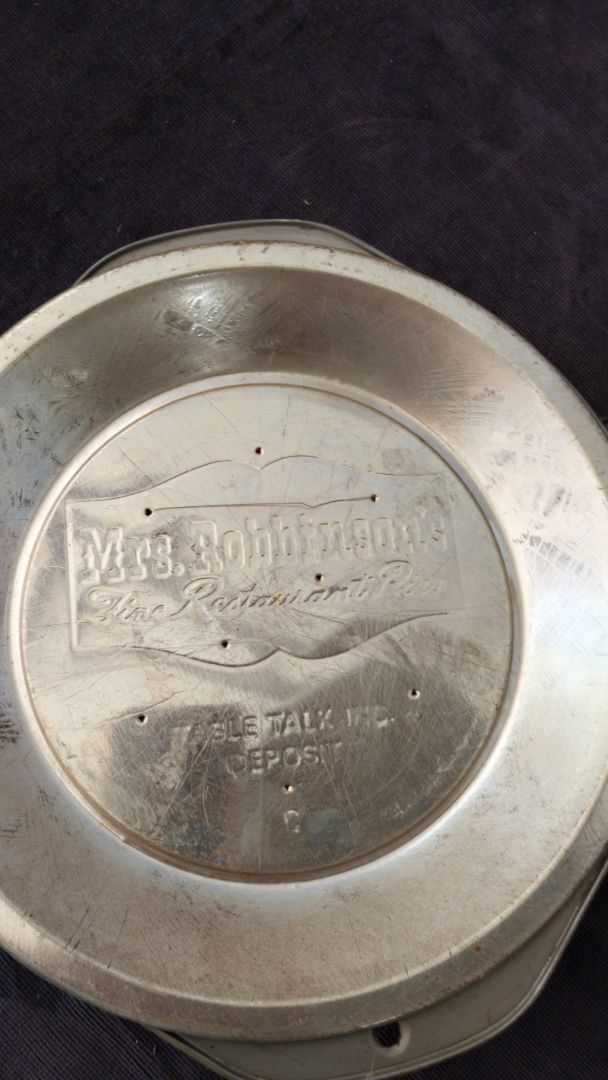 Mrs. Robbinson's
Fine Restaurant Pies
TABLE TALK INC.
DEPOSIT
C